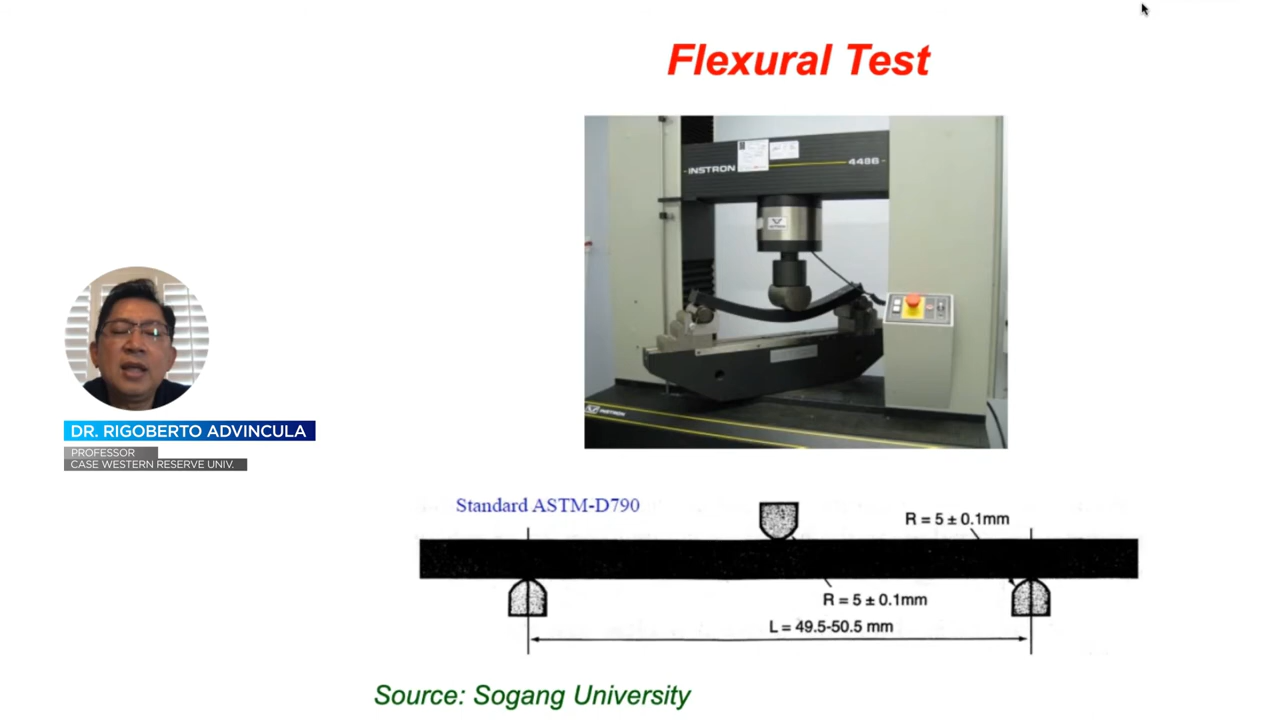 Flexural Test
INSTRON
4486
INSTRON
DR. RIGOBERTO ADVINCULA
PROFESSOR
CASE WESTERN RESERVE UNIV.
Standard ASTM-D790
R = 5 ± 0.1mm
R = 5 ± 0.1mm
L = 49.5-50.5 mm
Source: Sogang University